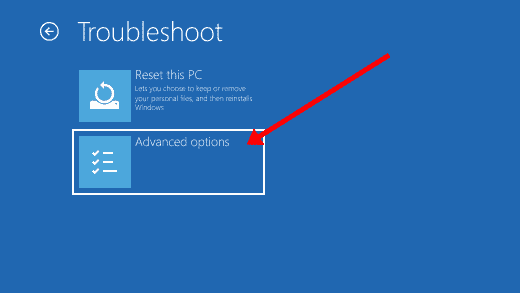 Troubleshoot
Reset this PC
Lets you choose to keep or remove
your personal files, and then reinstalls
Windows.
Advanced options